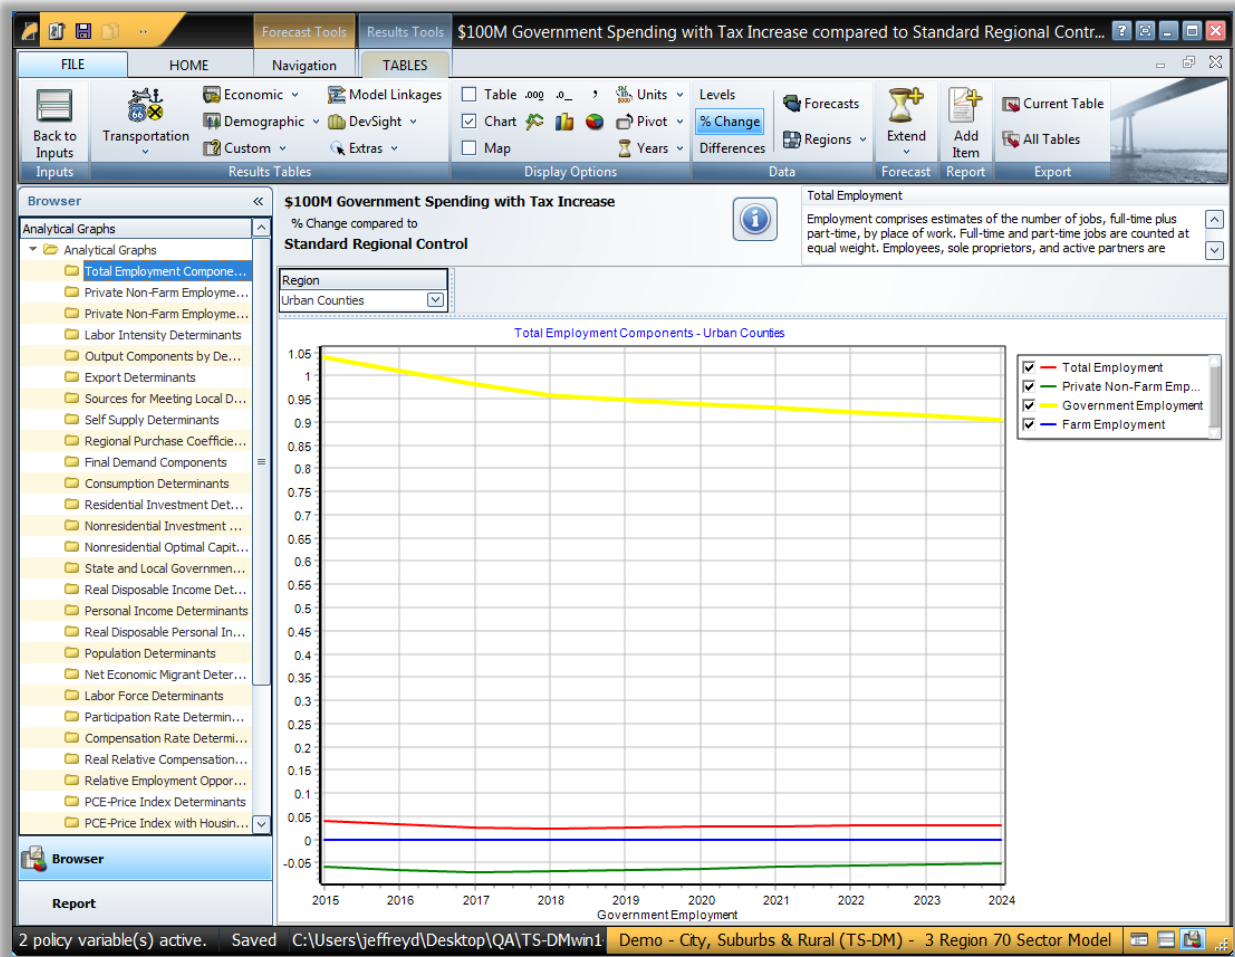 Forecast Tools Results Tools $100M Government Spending with Tax Increase compared to Standard Regional Contr...
FILE HOME Navigation TABLES
Back to Inputs
Inputs
Transportation
Economic
Demographic
Custom
Model Linkages
DevSight
Extras
Results Tables
Table .000 .0_ ,
Chart
Map
Units
Pivot
Years
Display Options
Levels
% Change
Differences
Forecasts
Regions
Data
Extend
Forecast
Add Item
Report
Current Table
All Tables
Export
Browser «
Analytical Graphs
Analytical Graphs
Total Employment Compone...
Private Non-Farm Employme...
Private Non-Farm Employme...
Labor Intensity Determinants
Output Components by De...
Export Determinants
Sources for Meeting Local D...
Self Supply Determinants
Regional Purchase Coefficie...
Final Demand Components
Consumption Determinants
Residential Investment Det...
Nonresidential Investment ...
Nonresidential Optimal Capit...
State and Local Governmen...
Real Disposable Income Det...
Personal Income Determinants
Real Disposable Personal In...
Population Determinants
Net Economic Migrant Deter...
Labor Force Determinants
Participation Rate Determin...
Compensation Rate Determi...
Real Relative Compensation...
Relative Employment Oppor...
PCE-Price Index Determinants
PCE-Price Index with Housin...
Browser
Report
$100M Government Spending with Tax Increase
% Change compared to
Standard Regional Control
Total Employment
Employment comprises estimates of the number of jobs, full-time plus
part-time, by place of work. Full-time and part-time jobs are counted at
equal weight. Employees, sole proprietors, and active partners are
Region
Urban Counties
Total Employment Components - Urban Counties
1.05
1
0.95
0.9
0.85
0.8
0.75
0.7
0.65
0.6
0.55
0.5
0.45
0.4
0.35
0.3
0.25
0.2
0.15
0.1
0.05
0
-0.05
2015 2016 2017 2018 2019 2020 2021 2022 2023 2024
Government Employment
Total Employment
Private Non-Farm Emp...
Government Employment
Farm Employment
2 policy variable(s) active. Saved C:\Users\jeffreyd\Desktop\QA\TS-DMwin1 Demo - City, Suburbs & Rural (TS-DM) - 3 Region 70 Sector Model